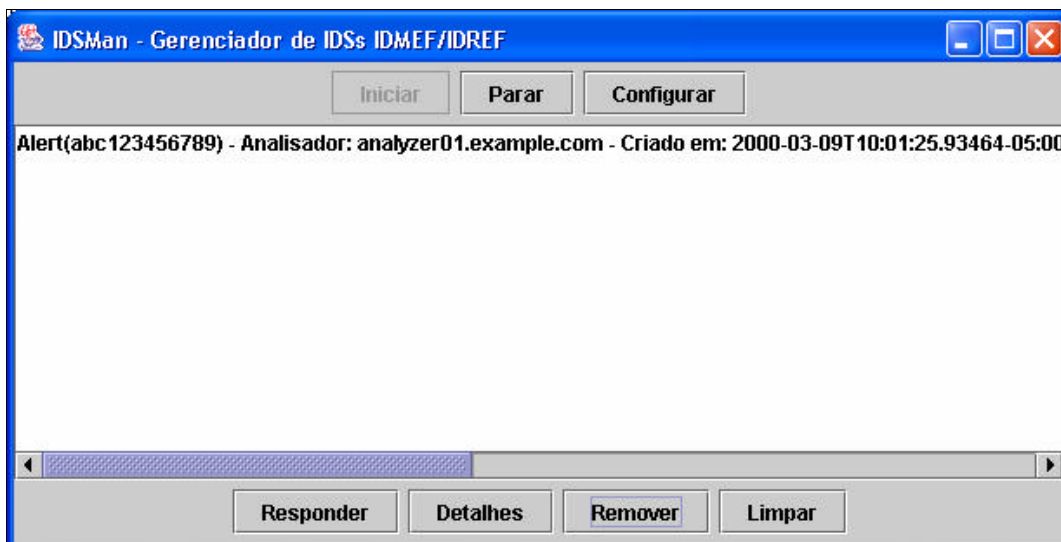 IDSMan - Gerenciador de IDSs IDMEF/IDREF
Iniciar Parar Configurar
Alert(abc123456789) - Analisador: analyzer01.example.com - Criado em: 2000-03-09T10:01:25.93464-05:00
Responder Detalhes Remover Limpar